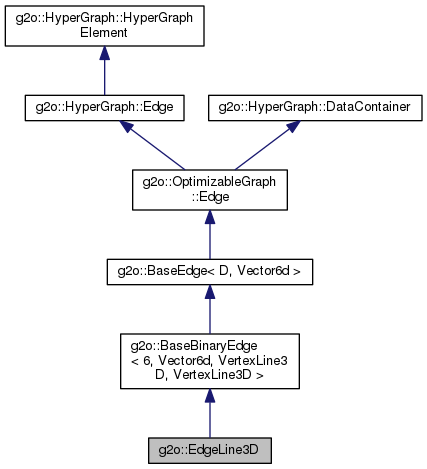 g2o::HyperGraph::HyperGraph
Element
g2o::HyperGraph::Edge
g2o::HyperGraph::DataContainer
g2o::OptimizableGraph
::Edge
g2o::BaseEdge< D, Vector6d >
g2o::BaseBinaryEdge
< 6, Vector6d, VertexLine3
D, VertexLine3D >
g2o::EdgeLine3D